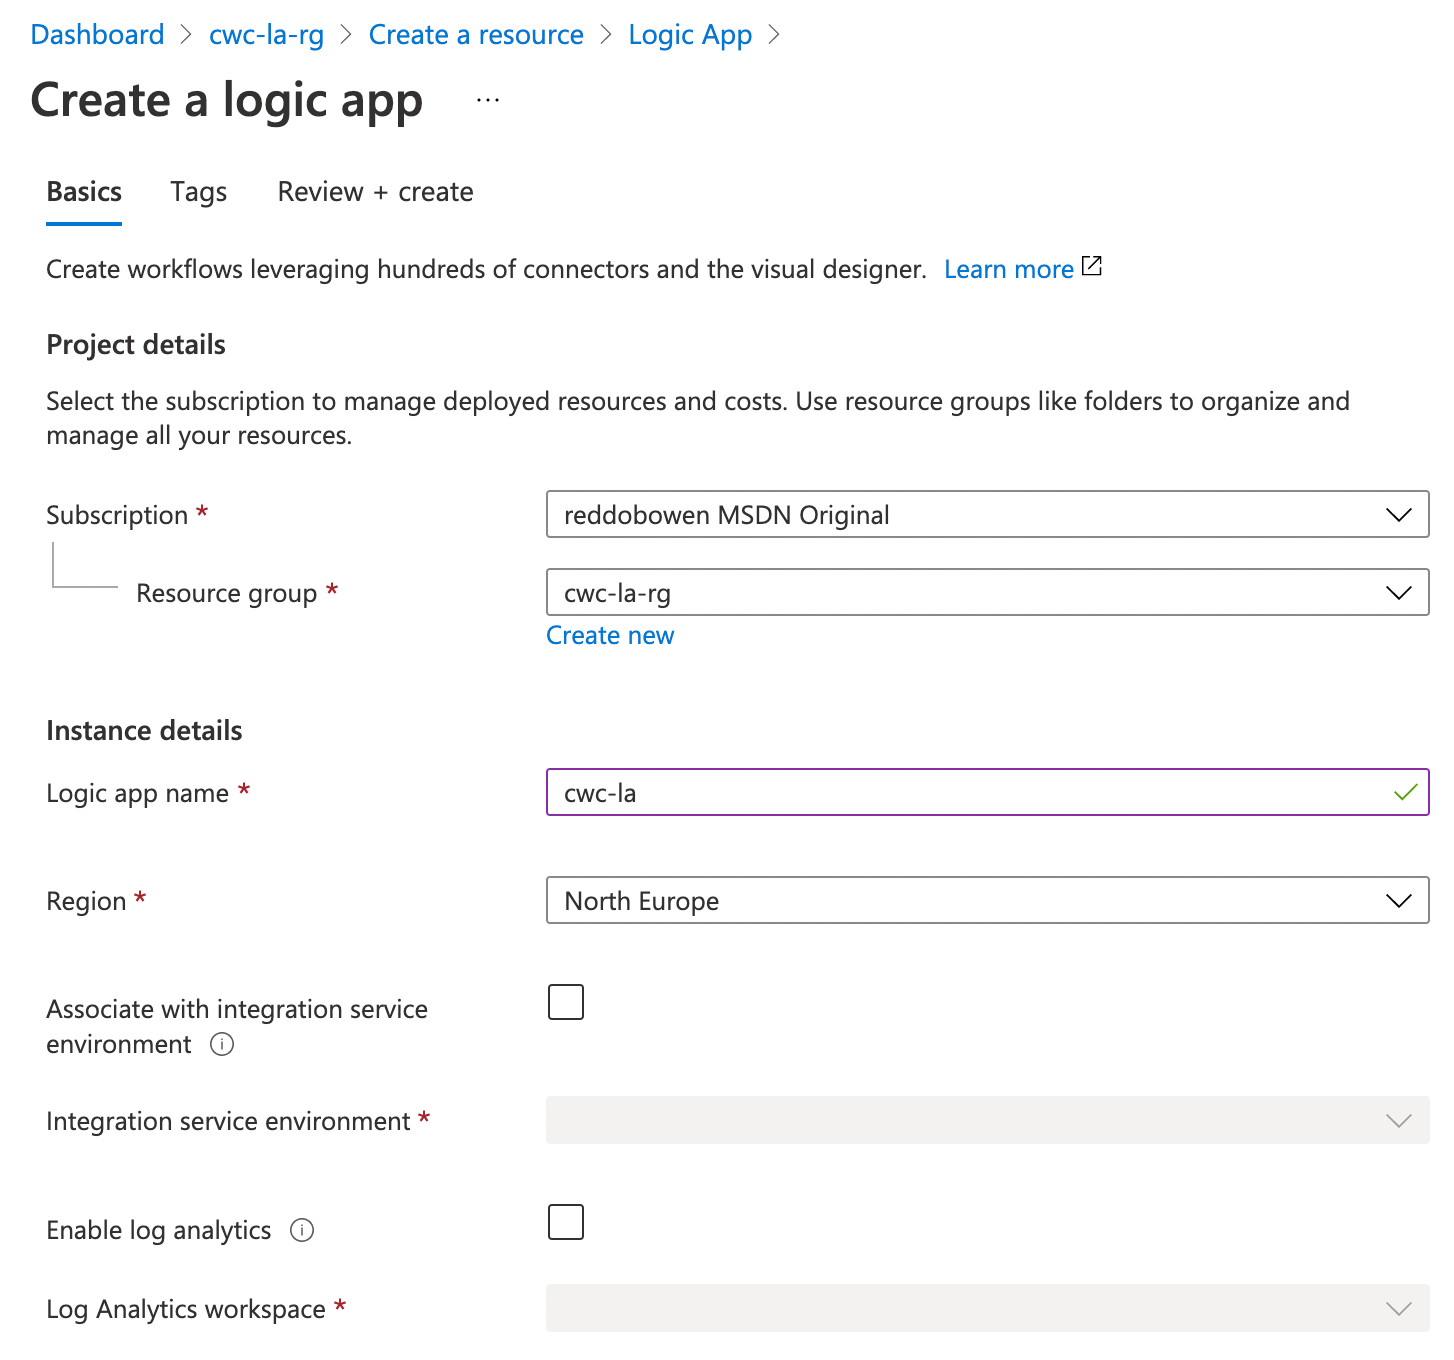 Dashboard > cwc-la-rg > Create a resource > Logic App >
Create a logic app ...
Basics Tags Review + create
Create workflows leveraging hundreds of connectors and the visual designer. Learn more
Project details
Select the subscription to manage deployed resources and costs. Use resource groups like folders to organize and
manage all your resources.
Subscription * reddobowen MSDN Original
Resource group * cwc-la-rg
Create new
Instance details
Logic app name * cwc-la
Region * North Europe
Associate with integration service
environment
Integration service environment *
Enable log analytics
Log Analytics workspace *